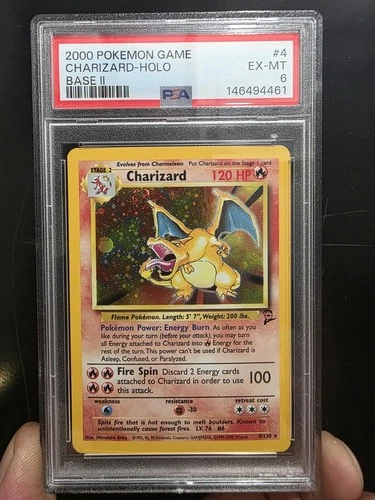 2000 POKEMON GAME #4
CHARIZARD-HOLO EX-MT
BASE II 6
PSA 146494461
Evolves from Charmeleon Put Charizard on the Stage 1 card
STAGE 2
Charizard 120 HP
Flame Pokémon. Length: 5' 7", Weight: 200 lbs.
Pokémon Power: Energy Burn As often as you
like during your turn (before your attack), you may turn
all Energy attached to Charizard into Energy for
the rest of the turn. This power can't be used if Charizard is
Asleep, Confused, or Paralyzed.
Fire Spin Discard 2 Energy cards
attached to Charizard in order to use
this attack.
100
weakness resistance retreat cost
-30
Spits fire that is hot enough to melt boulders. Known to
unintentionally cause forest fires. LV. 76 #6
Illus. Mitsuhiro Arita
4/130 ★